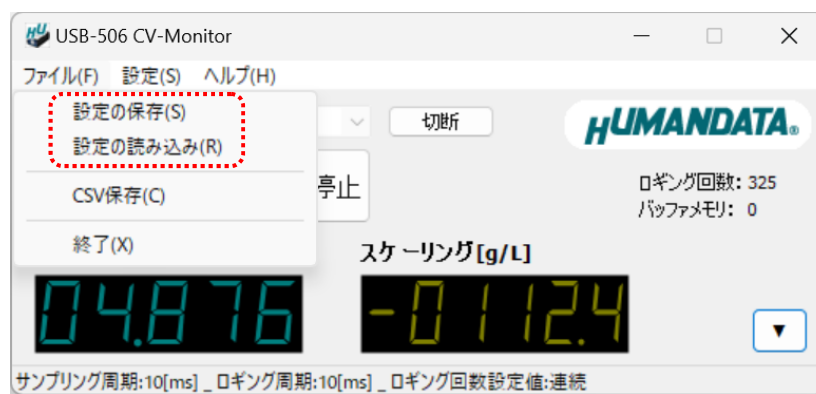 USB-506 CV-Monitor
ファイル(F) 設定(S) ヘルプ(H)
設定の保存(S)
設定の読み込み(R)
CSV保存(C)
終了(X)
切断
停止
HUMANDATA®
ロギング回数: 325
バッファメモリ: 0
スケーリング[g/L]
04.876
-0112.4
▼
サンプリング周期:10[ms] _ ロギング周期:10[ms] _ ロギング回数設定値:連続